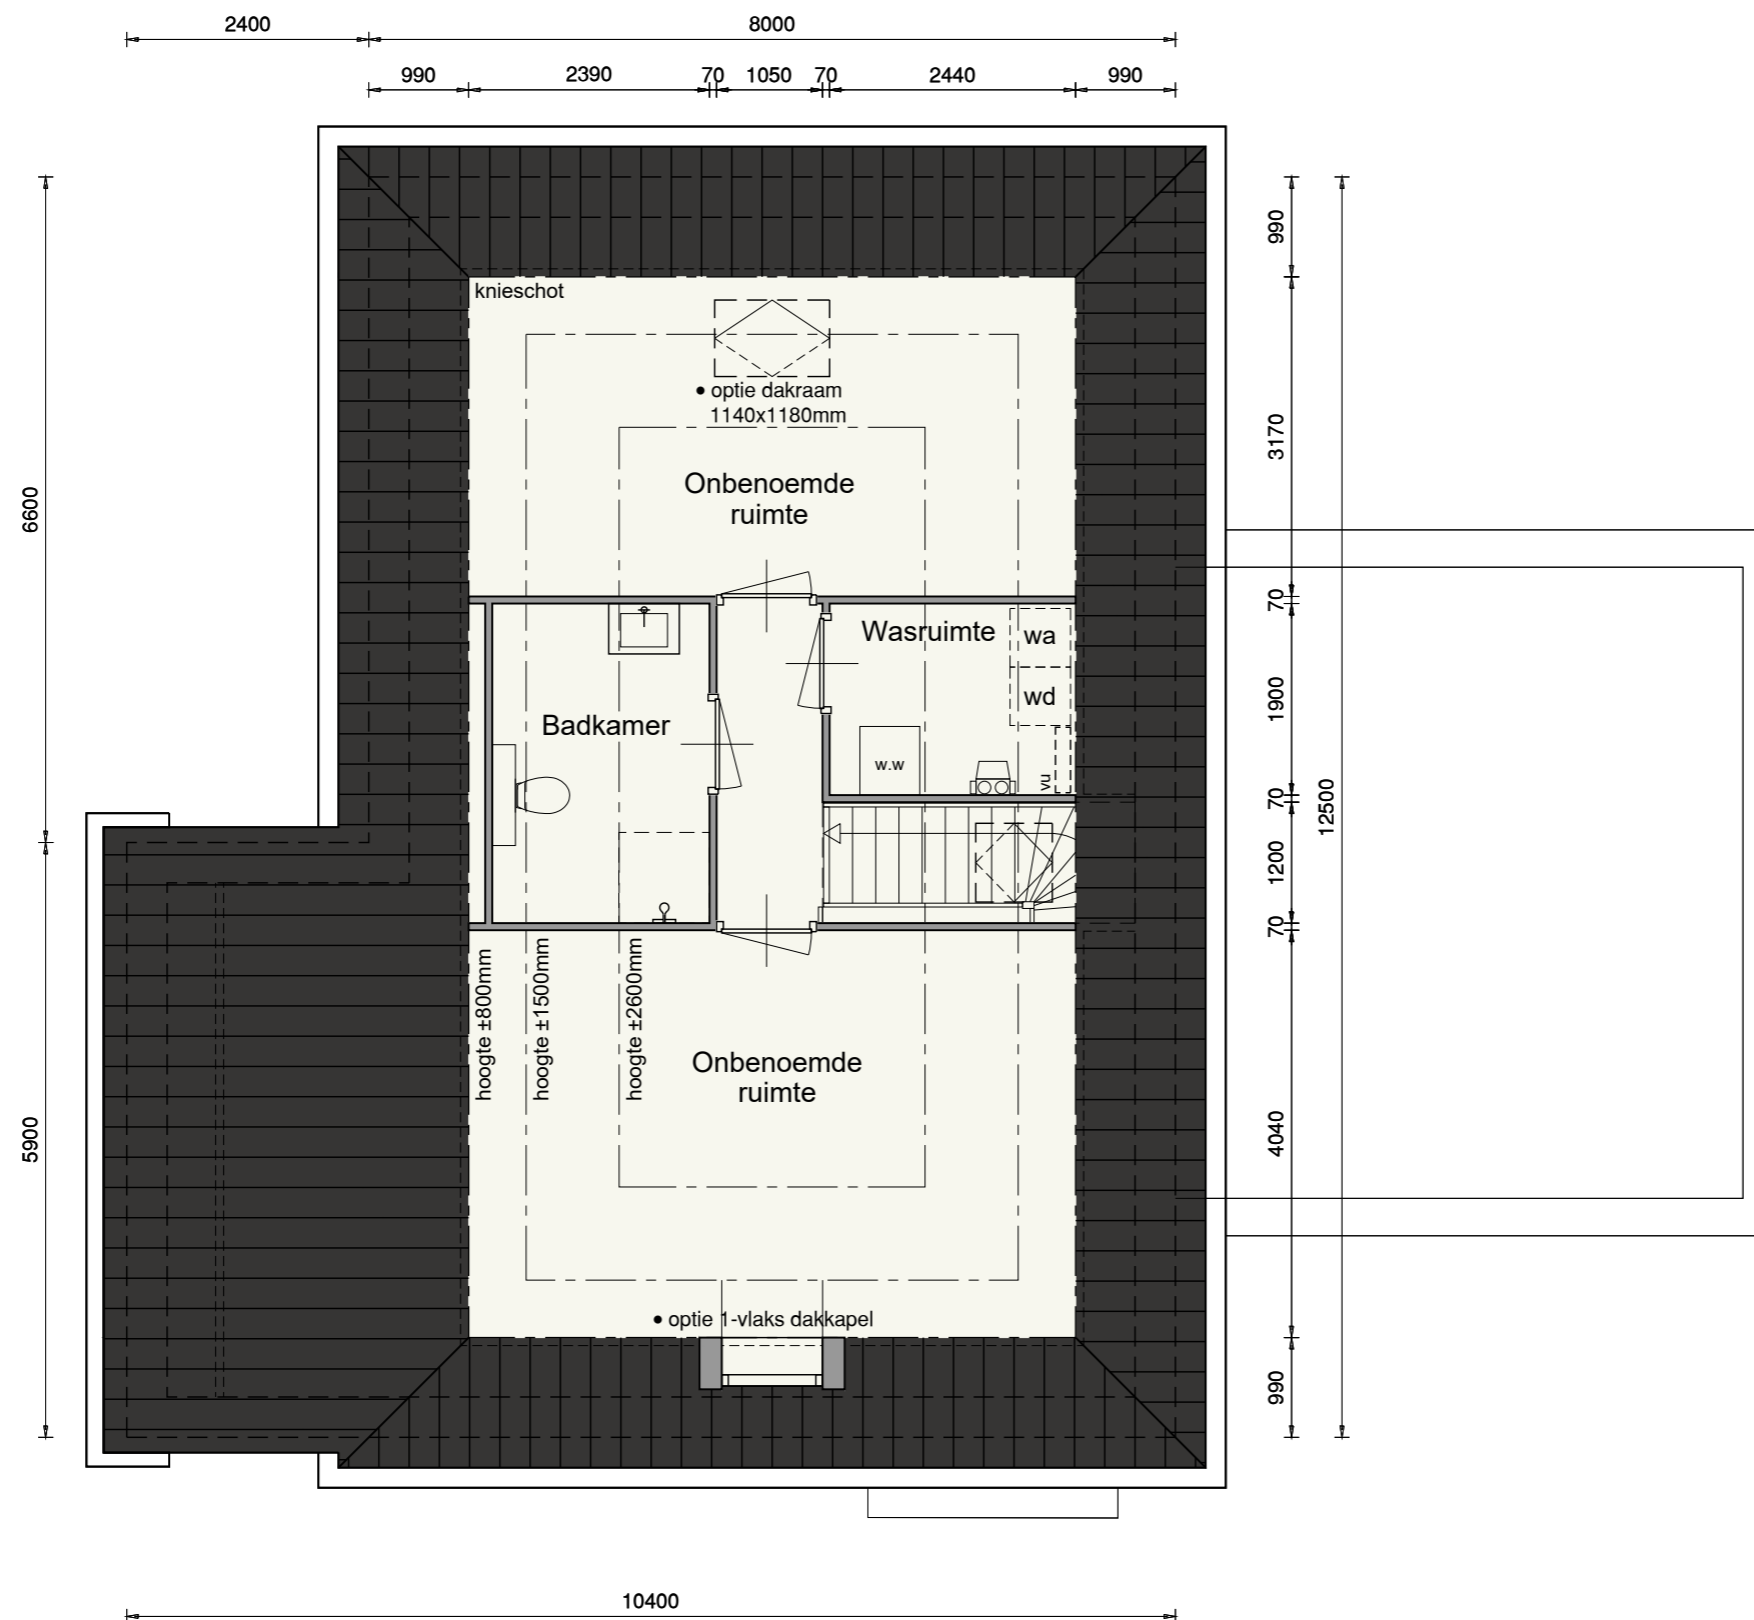 2400
8000
990
2390
70
1050
70
2440
990
knieschot
• optie dakraam
1140x1180mm
Onbenoemde
ruimte
Wasruimte
wa
wd
Badkamer
w.w
vu
hoogte ±800mm
hoogte ±1500mm
hoogte ±2600mm
Onbenoemde
ruimte
• optie 1-vlaks dakkapel
6600
5900
990
3170
70
1900
70
1200
70
4040
990
12500
10400